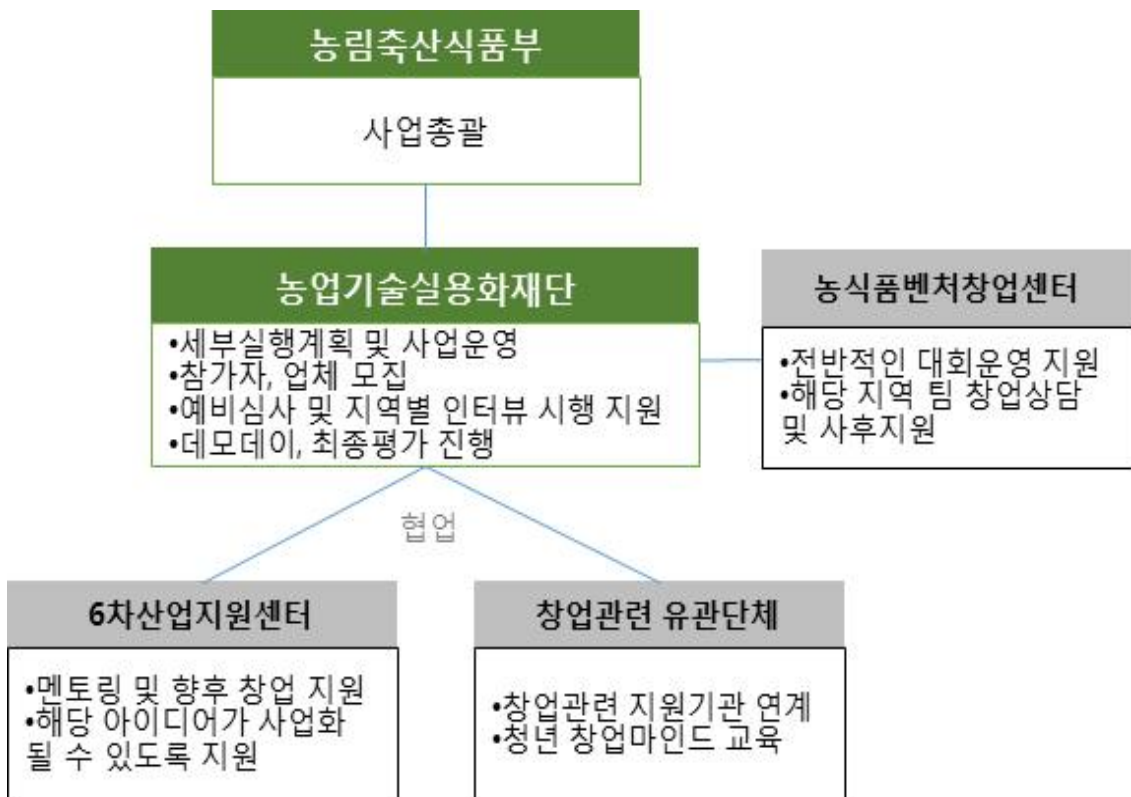 농림축산식품부
사업총괄
농업기술실용화재단
•세부실행계획 및 사업운영
•참가자, 업체 모집
•예비심사 및 지역별 인터뷰 시행 지원
•데모데이, 최종평가 진행
농식품벤처창업센터
•전반적인 대회운영 지원
•해당 지역 팀 창업상담
및 사후지원
협업
6차산업지원센터
•멘토링 및 향후 창업 지원
•해당 아이디어가 사업화
될 수 있도록 지원
창업관련 유관단체
•창업관련 지원기관 연계
•청년 창업마인드 교육